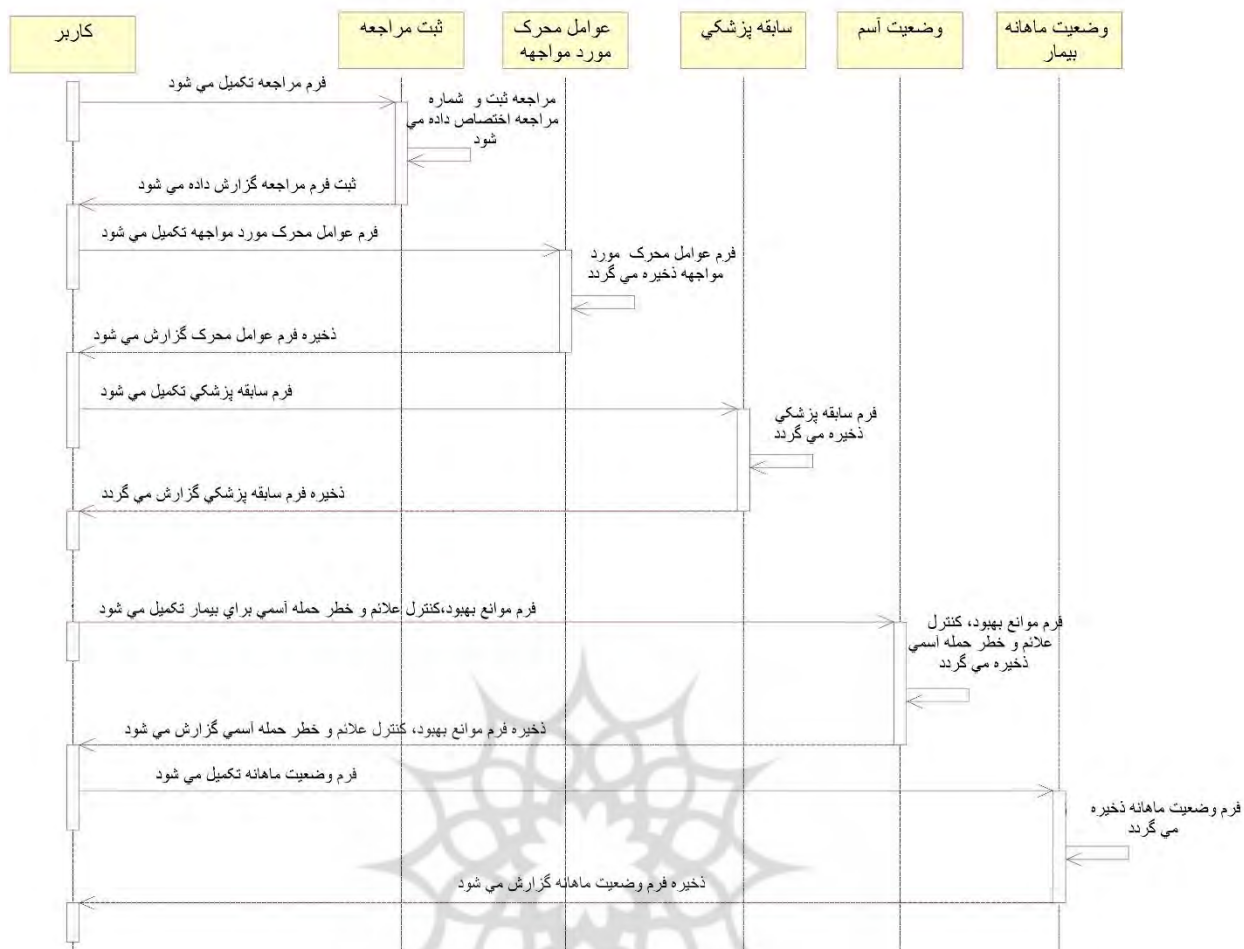 کاربر
ثبت مراجعه
عوامل محرک
مورد مواجهه
سابقه پزشكي
وضعيت آسم
وضعيت ماهانه
بيمار
فرم مراجعه تكميل مي شود
مراجعه ثبت و شماره
مراجعه اختصاص داده مي
شود
ثبت فرم مراجعه گزارش داده مي شود
فرم عوامل محرک مورد مواجهه تكميل مي شود
فرم عوامل محرک مورد
مواجهه ذخيره مي گردد
ذخيره فرم عوامل محرک گزارش مي شود
فرم سابقه پزشكي تكميل مي شود
فرم سابقه پزشكي
ذخيره مي گردد
ذخيره فرم سابقه پزشكي گزارش مي گردد
فرم موانع بهبود،كنترل علائم و خطر حمله آسمي براي بيمار تكميل مي شود
فرم موانع بهبود، كنترل
علائم و خطر حمله آسمي
ذخيره مي گردد
ذخيره فرم موانع بهبود، كنترل علائم و خطر حمله آسمي گزارش مي شود
فرم وضعيت ماهانه تكميل مي شود
فرم وضعيت ماهانه ذخيره
مي گردد
ذخيره فرم وضعيت ماهانه گزارش مي شود